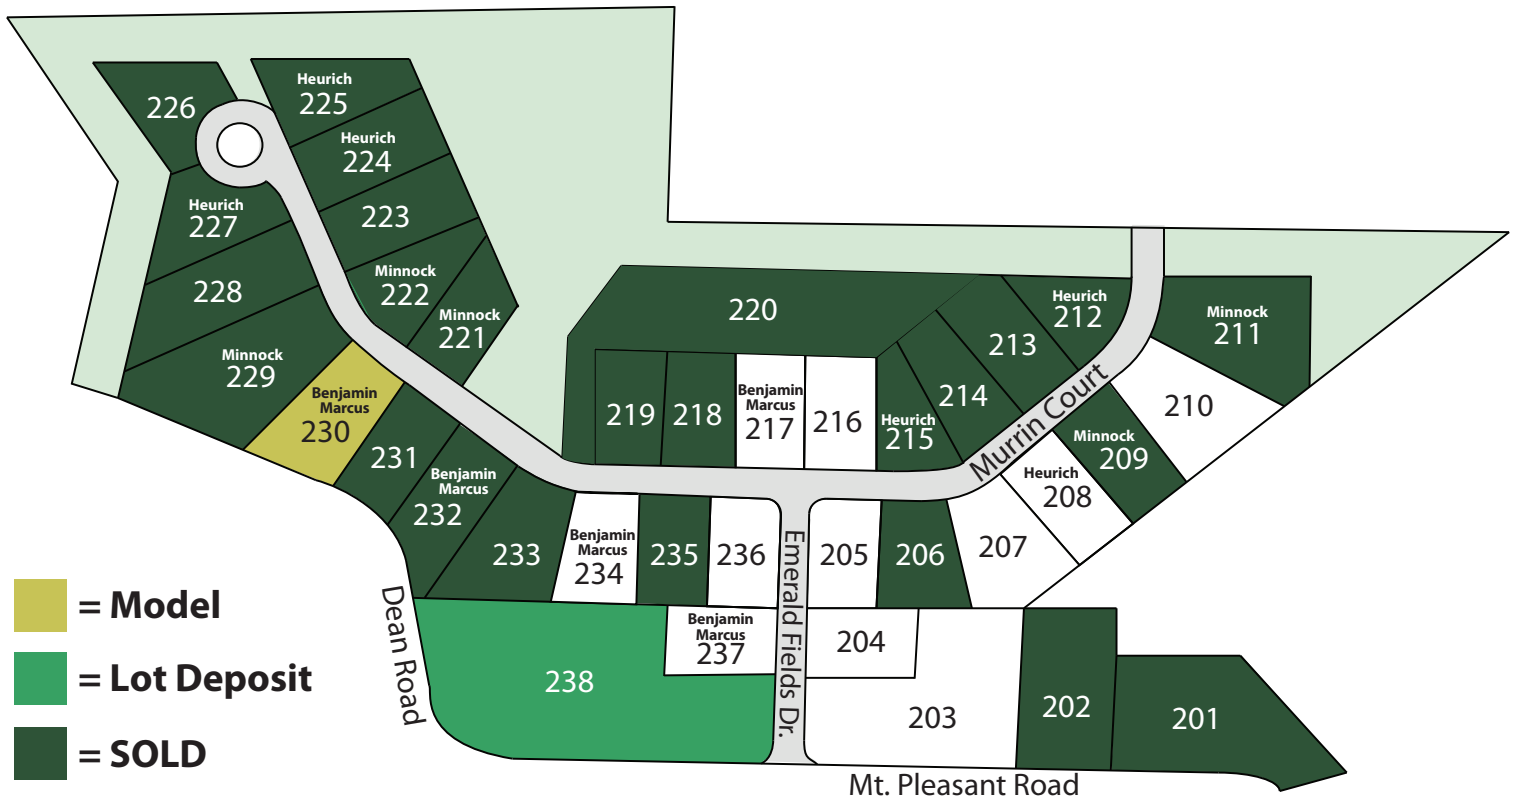 Heurich
225
226
Heurich
224
Heurich
227
223
Minnock
222
228
Minnock
221
Minnock
229
Benjamin
Marcus
230
231
Benjamin
Marcus
232
233
220
Heurich
212
Minnock
211
213
219
218
Benjamin
Marcus
217
216
Heurich
215
214
Murrin Court
210
Minnock
209
Heurich
208
207
Benjamin
Marcus
234
235
236
Emerald Fields Dr.
205
206
Dean Road
238
Benjamin
Marcus
237
204
203
202
201
Mt. Pleasant Road
= Model
= Lot Deposit
= SOLD